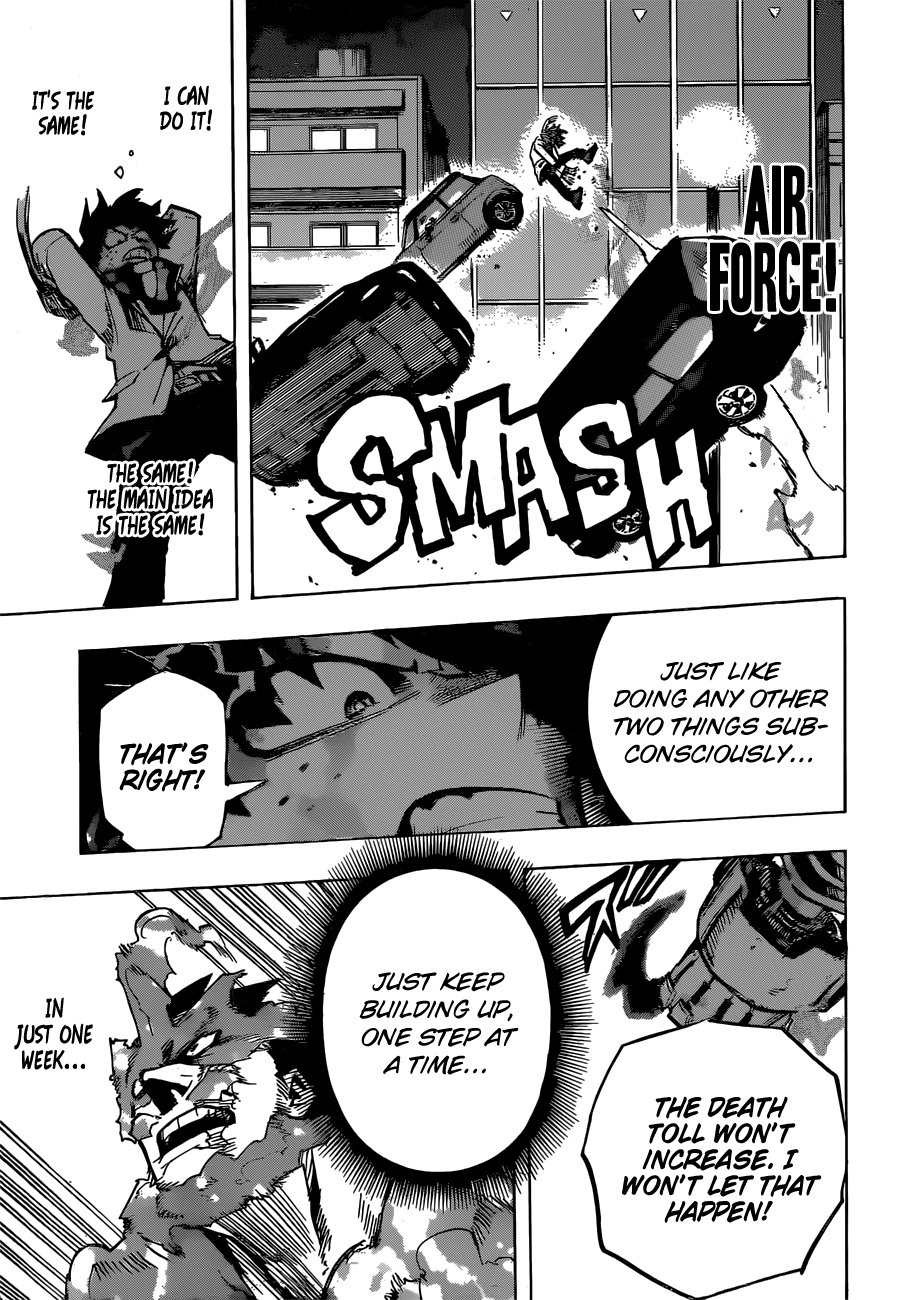 AIR
FORCE!
SMASH
I CAN
DO IT!
IT'S THE
SAME!
THE SAME!
THE MAIN IDEA
IS THE SAME!
JUST LIKE
DOING ANY OTHER
TWO THINGS SUB-
CONSCIOUSLY...
THAT'S
RIGHT!
THE DEATH
TOLL WON'T
INCREASE. I
WON'T LET THAT
HAPPEN!
JUST KEEP
BUILDING UP,
ONE STEP AT
A TIME...
IN
JUST ONE
WEEK...